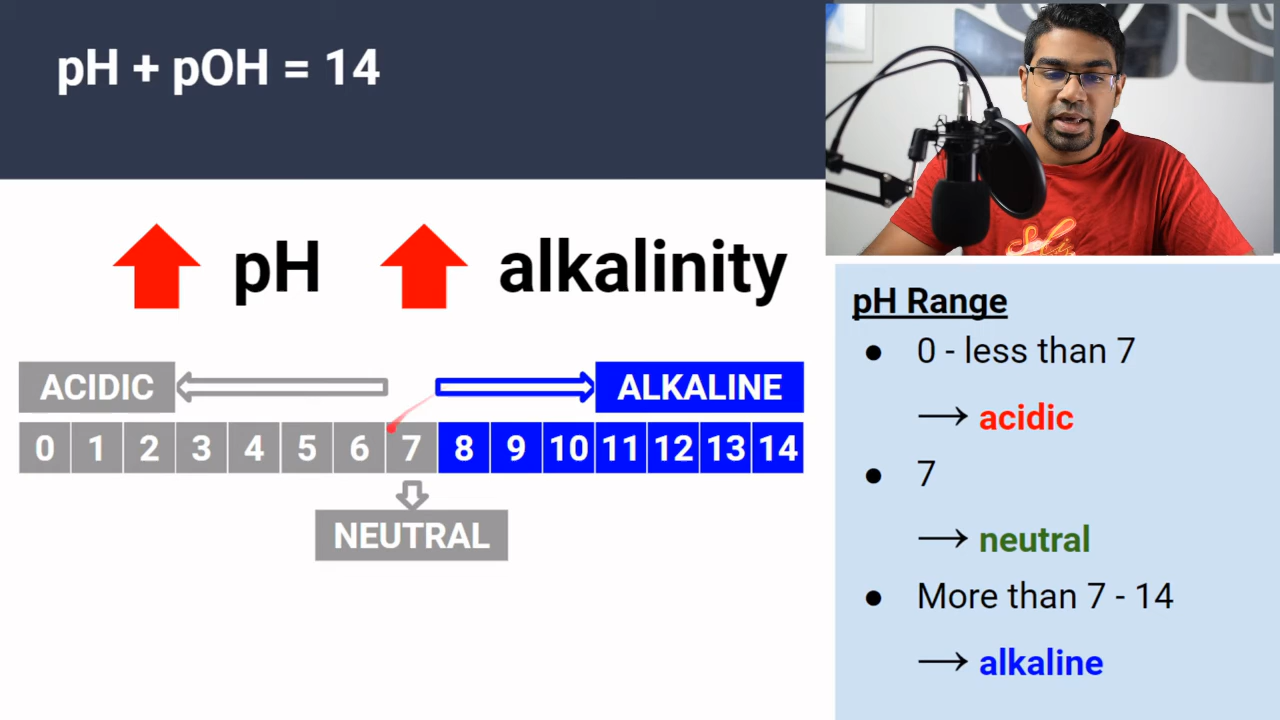 pH + pOH = 14
pH alkalinity
ACIDIC ALKALINE
0 1 2 3 4 5 6 7 8 9 10 11 12 13 14
NEUTRAL
pH Range
● 0 - less than 7
→ acidic
● 7
→ neutral
● More than 7 - 14
→ alkaline